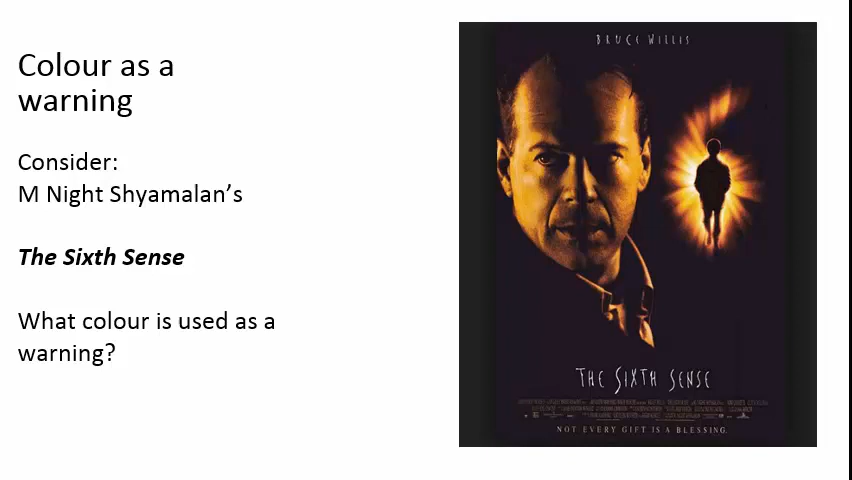 Colour as a
warning
Consider:
M Night Shyamalan’s
The Sixth Sense
What colour is used as a
warning?
BRUCE WILLIS
THE SIXTH SENSE
NOT EVERY GIFT IS A BLESSING.